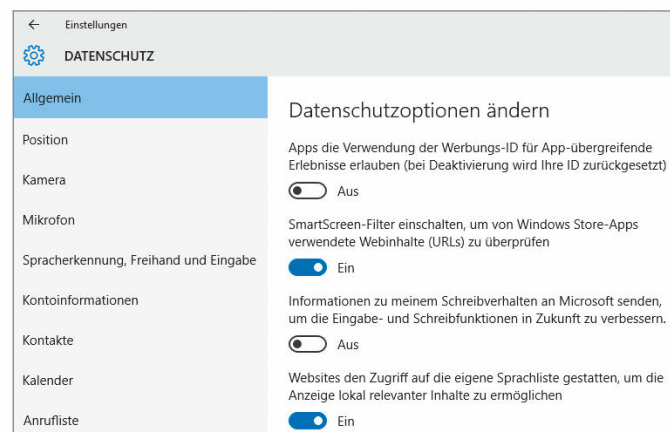 Einstellungen
DATENSCHUTZ
Allgemein
Position
Kamera
Mikrofon
Spracherkennung, Freihand und Eingabe
Kontoinformationen
Kontakte
Kalender
Anrufliste
Datenschutzoptionen ändern
Apps die Verwendung der Werbungs-ID für App-übergreifende
Erlebnisse erlauben (bei Deaktivierung wird Ihre ID zurückgesetzt)
Aus
SmartScreen-Filter einschalten, um von Windows Store-Apps
verwendete Webinhalte (URLs) zu überprüfen
Ein
Informationen zu meinem Schreibverhalten an Microsoft senden,
um die Eingabe- und Schreibfunktionen in Zukunft zu verbessern.
Aus
Websites den Zugriff auf die eigene Sprachliste gestatten, um die
Anzeige lokal relevanter Inhalte zu ermöglichen
Ein